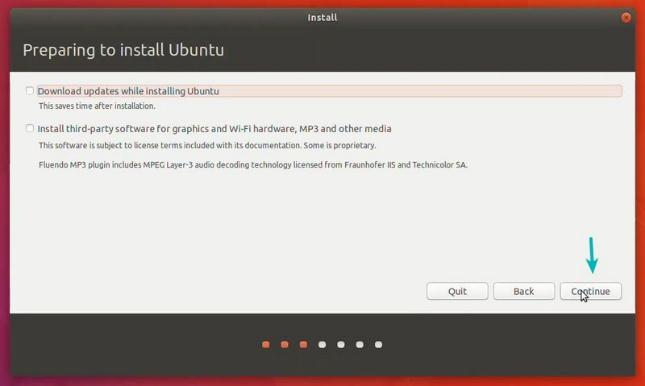 Install
Preparing to install Ubuntu
Download updates while installing Ubuntu
This saves time after installation.
Install third-party software for graphics and Wi-Fi hardware, MP3 and other media
This software is subject to license terms included with its documentation. Some is proprietary.
Fluendo MP3 plugin includes MPEG Layer-3 audio decoding technology licensed from Fraunhofer IIS and Technicolor SA.
Quit Back Continue